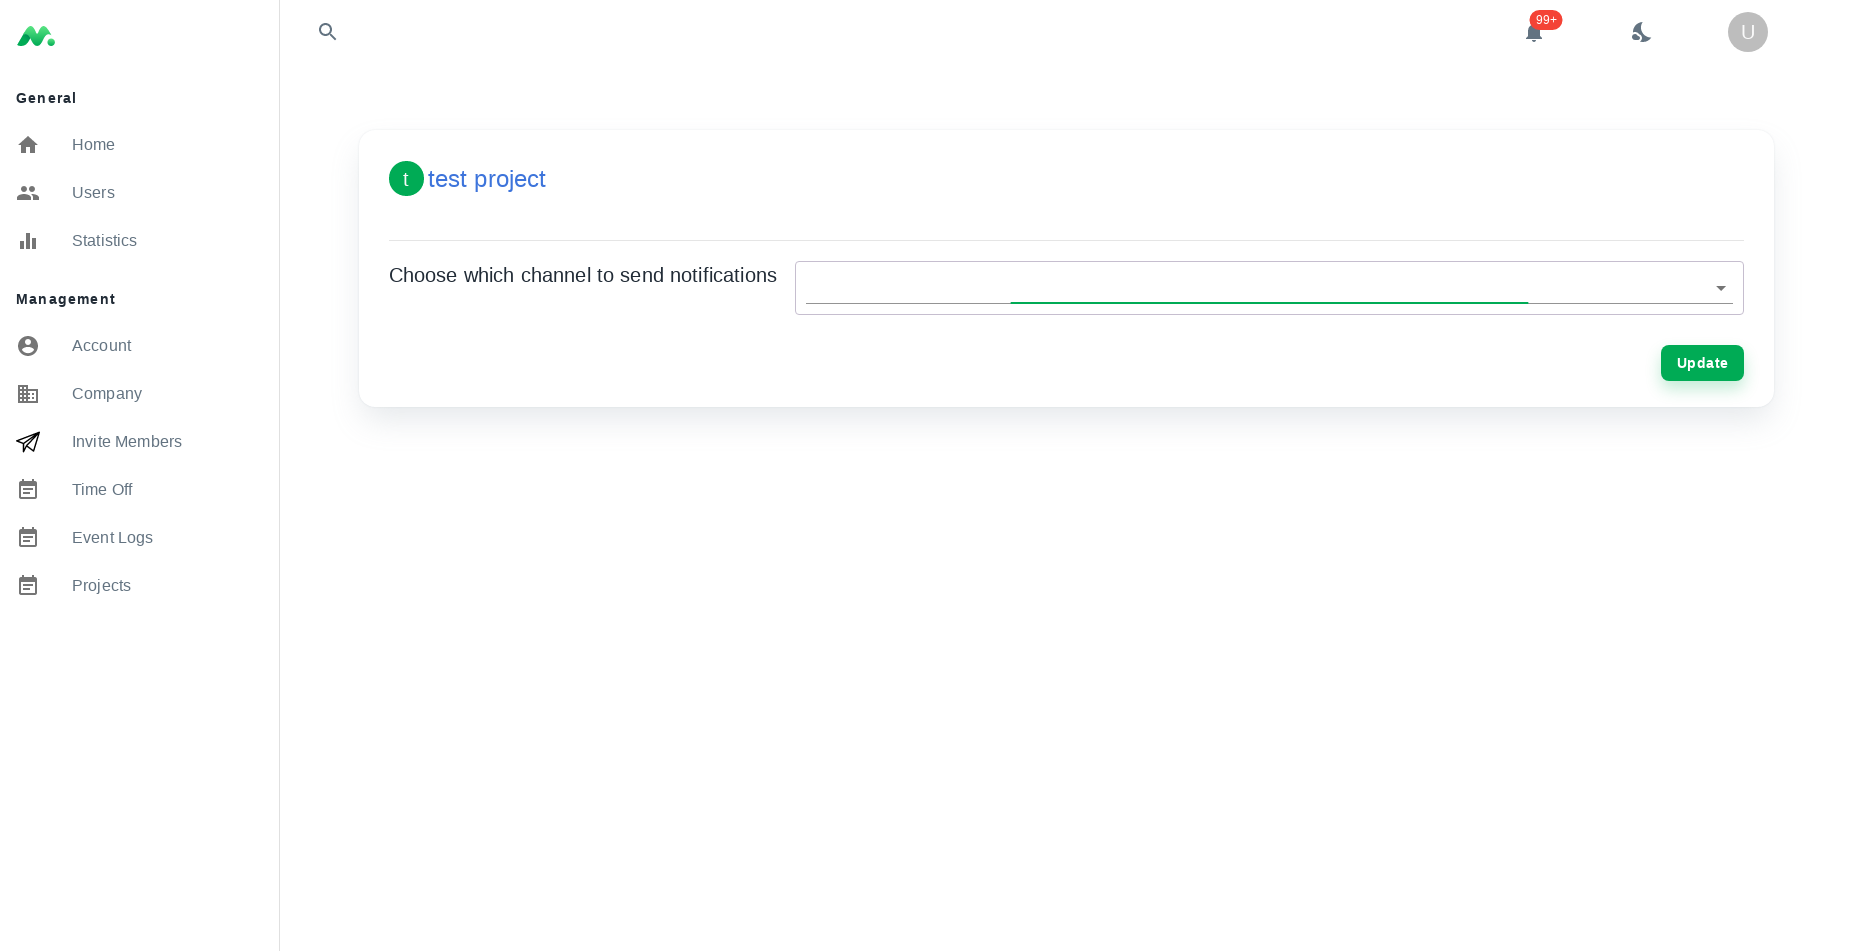 99+
U
General
Home
Users
Statistics
Management
Account
Company
Invite Members
Time Off
Event Logs
Projects
t test project
Choose which channel to send notifications
Update